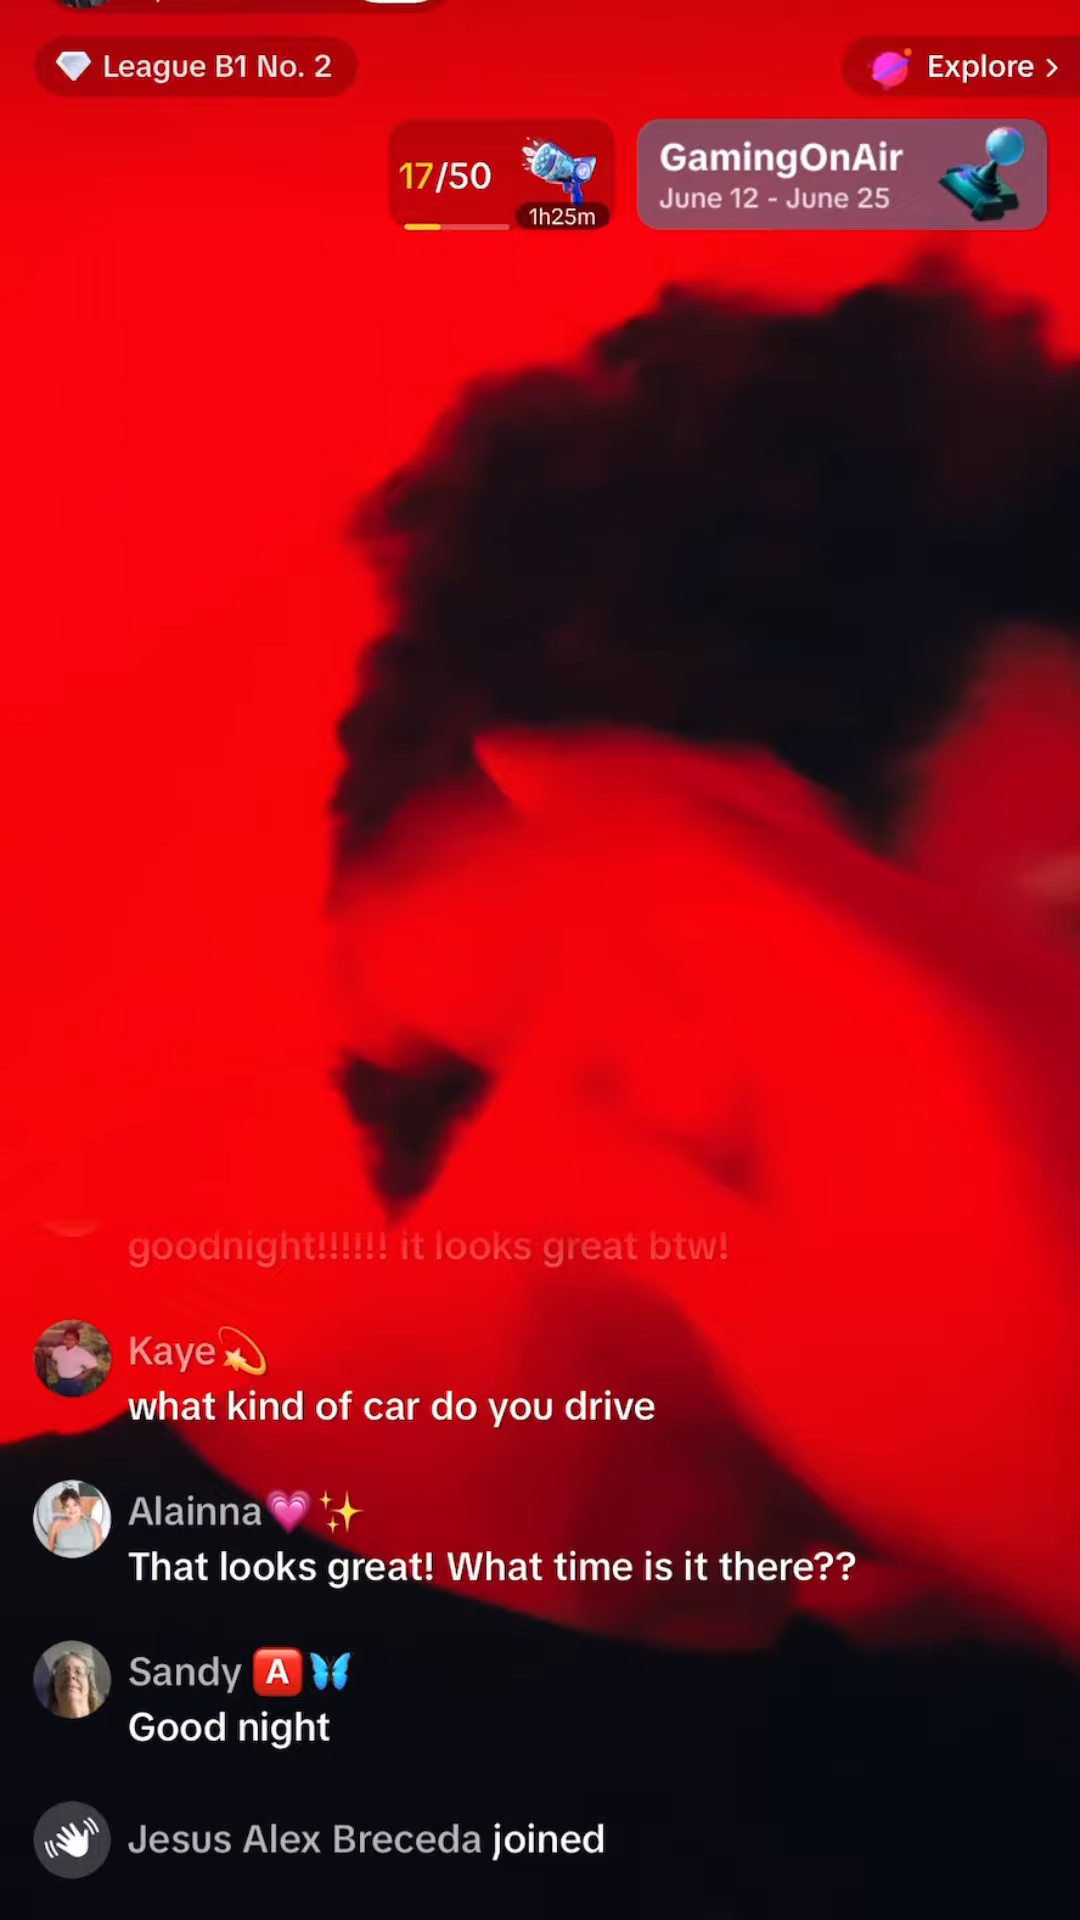 League B1 No. 2
Explore >
17/50
1h25m
GamingOnAir
June 12 - June 25
goodnight!!!!!! it looks great btw!
Kaye💫
what kind of car do you drive
Alainna💗✨
That looks great! What time is it there??
Sandy 🅰️🦋
Good night
Jesus Alex Breceda joined